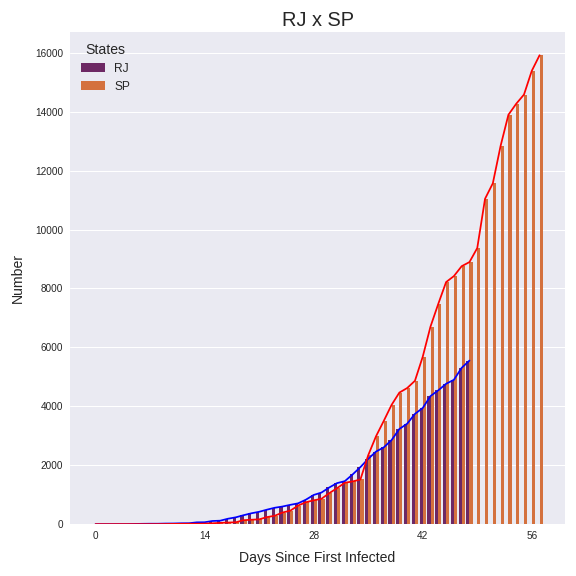 RJ x SP
States
RJ
SP
Number
16000
14000
12000
10000
8000
6000
4000
2000
0
0 14 28 42 56
Days Since First Infected